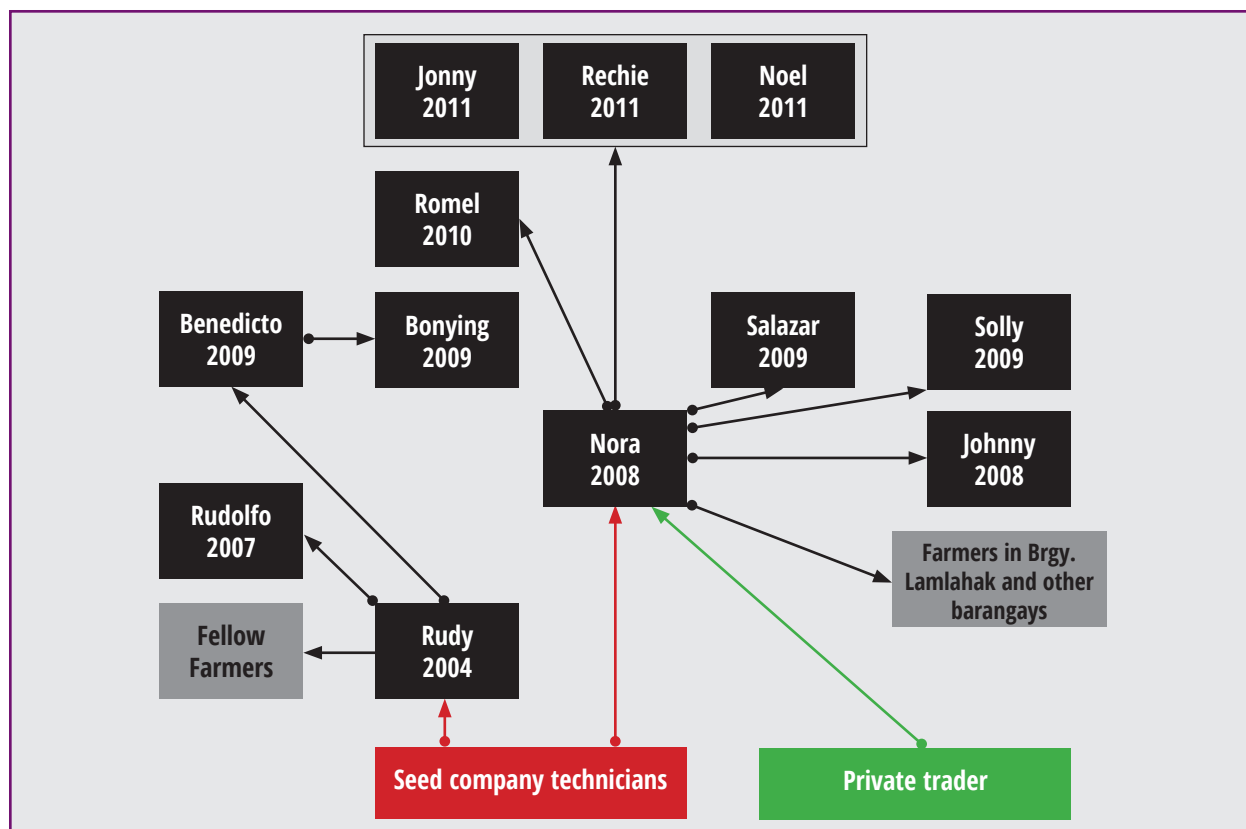 Jonny
2011
Rechie
2011
Noel
2011
Romel
2010
Benedicto
2009
Bonying
2009
Salazar
2009
Solly
2009
Nora
2008
Johnny
2008
Rudolfo
2007
Farmers in Brgy.
Lamlahak and other
barangays
Fellow
Farmers
Rudy
2004
Seed company technicians
Private trader